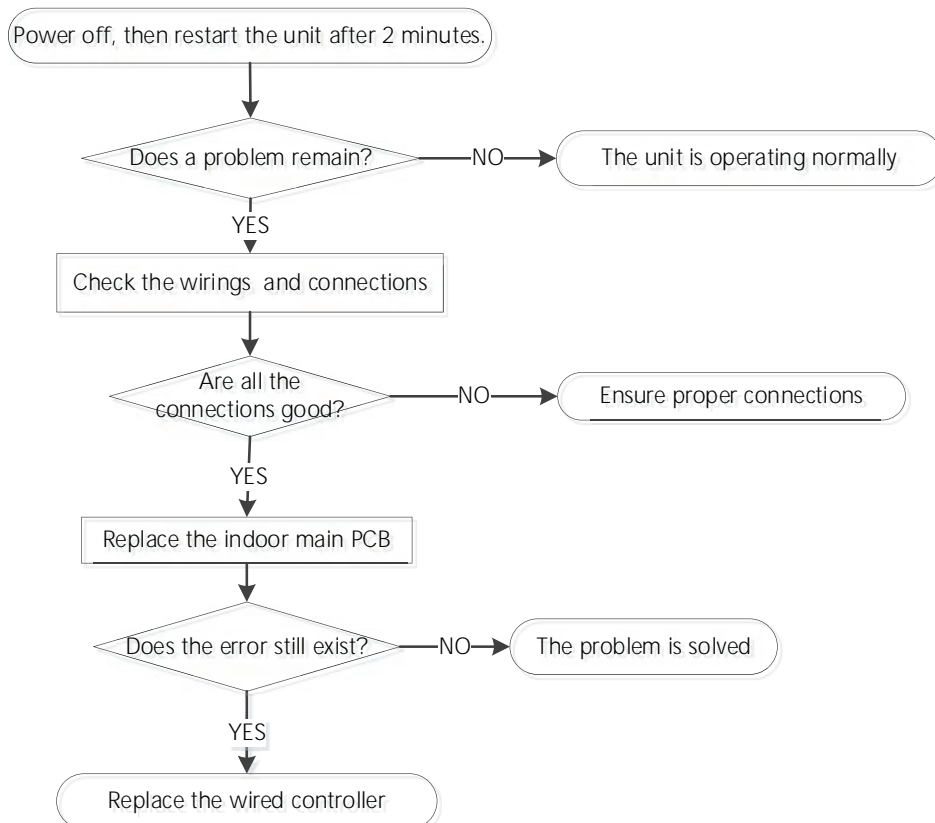 Power off, then restart the unit after 2 minutes.
Does a problem remain?
NO
The unit is operating normally
YES
Check the wirings and connections
Are all the
connections good?
NO
Ensure proper connections
YES
Replace the indoor main PCB
Does the error still exist?
NO
The problem is solved
YES
Replace the wired controller